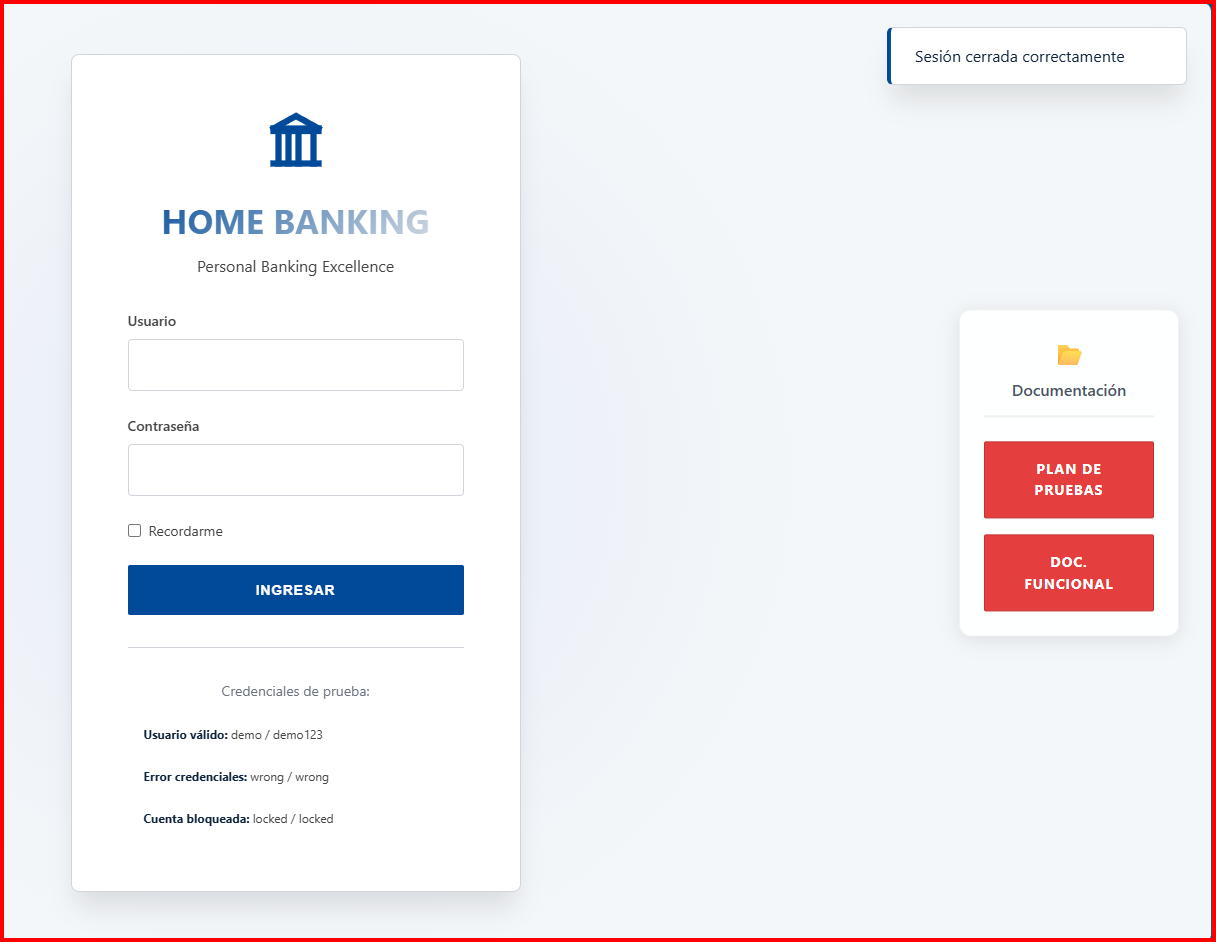 Sesión cerrada correctamente
HOME BANKING
Personal Banking Excellence
Usuario
Contraseña
Recordarme
INGRESAR
Credenciales de prueba:
Usuario válido: demo / demo123
Error credenciales: wrong / wrong
Cuenta bloqueada: locked / locked
Documentación
PLAN DE
PRUEBAS
DOC.
FUNCIONAL